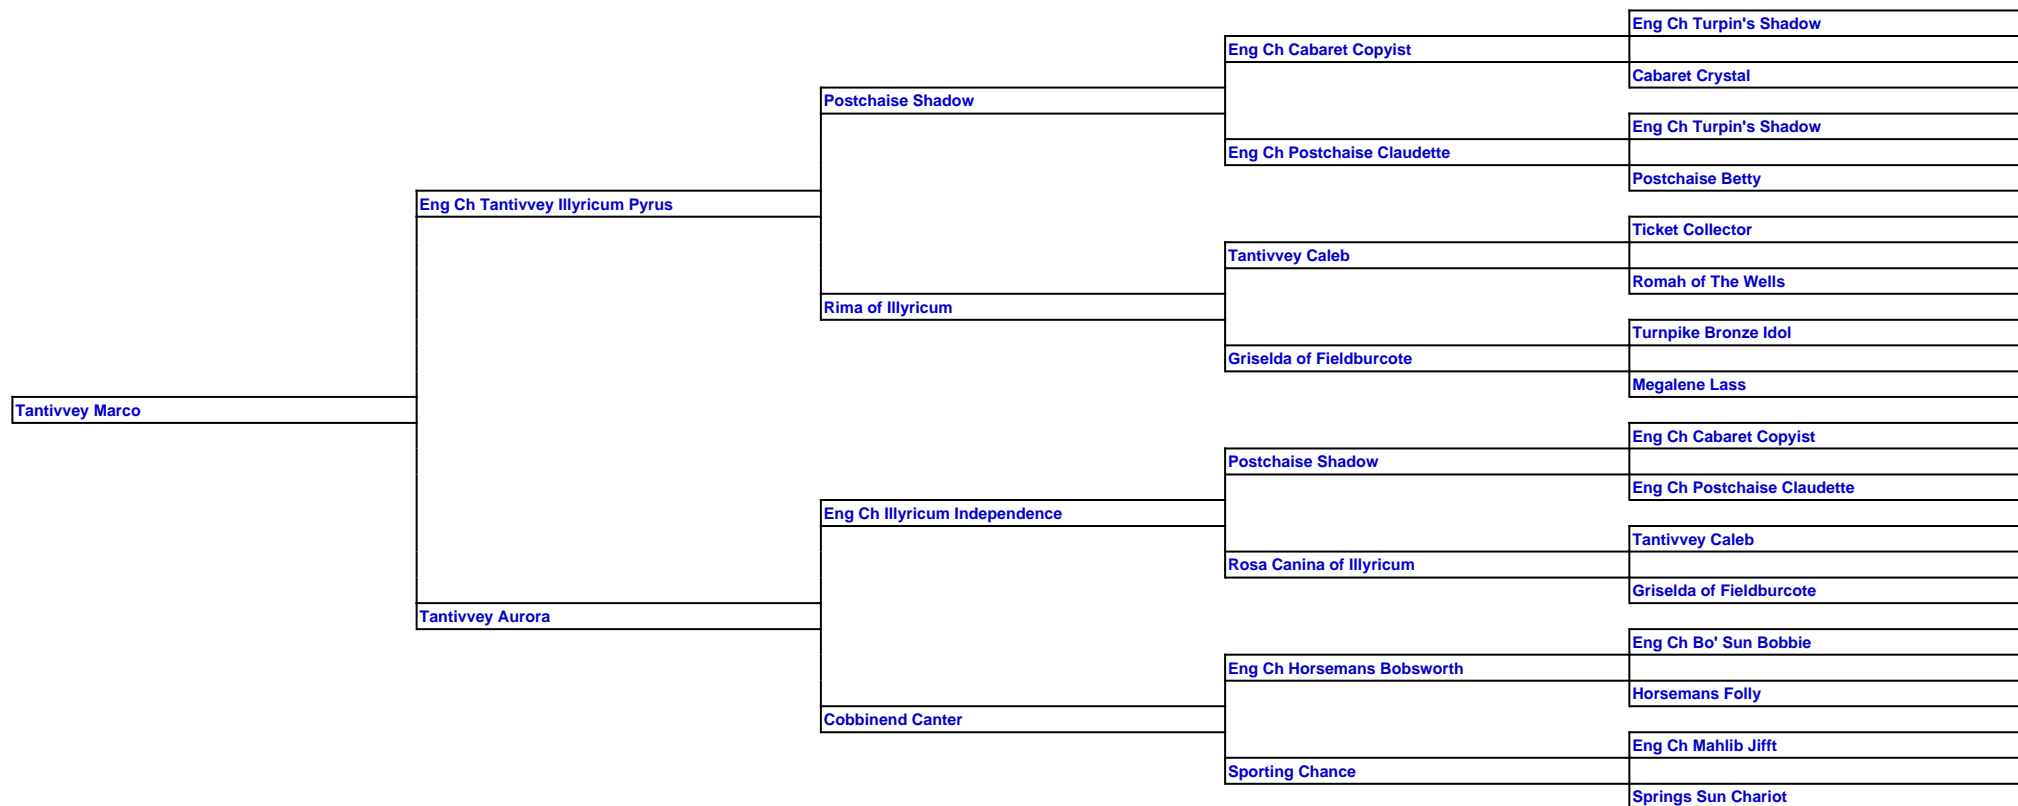 Eng Ch Turpin's Shadow
Eng Ch Cabaret Copyist
Cabaret Crystal
Postchaise Shadow
Eng Ch Turpin's Shadow
Eng Ch Postchaise Claudette
Postchaise Betty
Eng Ch Tantivvey Illyricum Pyrus
Ticket Collector
Tantivvey Caleb
Romah of The Wells
Rima of Illyricum
Turnpike Bronze Idol
Griselda of Fieldburcote
Megalene Lass
Tantivvey Marco
Eng Ch Cabaret Copyist
Postchaise Shadow
Eng Ch Postchaise Claudette
Eng Ch Illyricum Independence
Tantivvey Caleb
Rosa Canina of Illyricum
Griselda of Fieldburcote
Tantivvey Aurora
Eng Ch Bo' Sun Bobbie
Eng Ch Horsemans Bobsworth
Horsemans Folly
Cobbinend Canter
Eng Ch Mahlib Jifft
Sporting Chance
Springs Sun Chariot